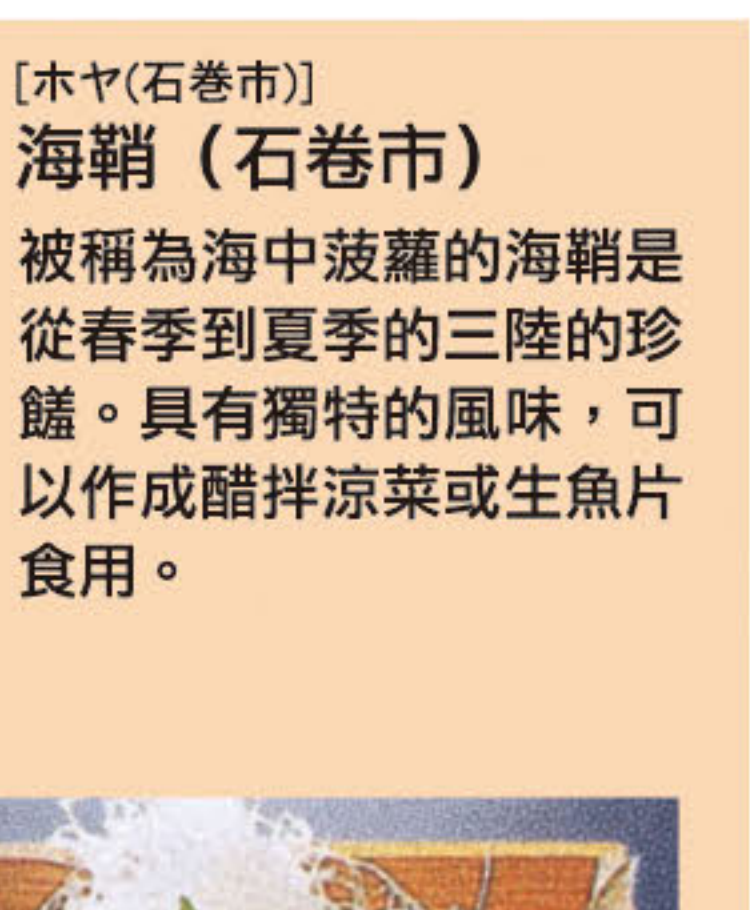 [ホヤ(石巻市)]
海鞘（石卷市）
被稱為海中菠蘿的海鞘是
從春季到夏季的三陸的珍
饈。具有獨特的風味，可
以作成醋拌涼菜或生魚片
食用。